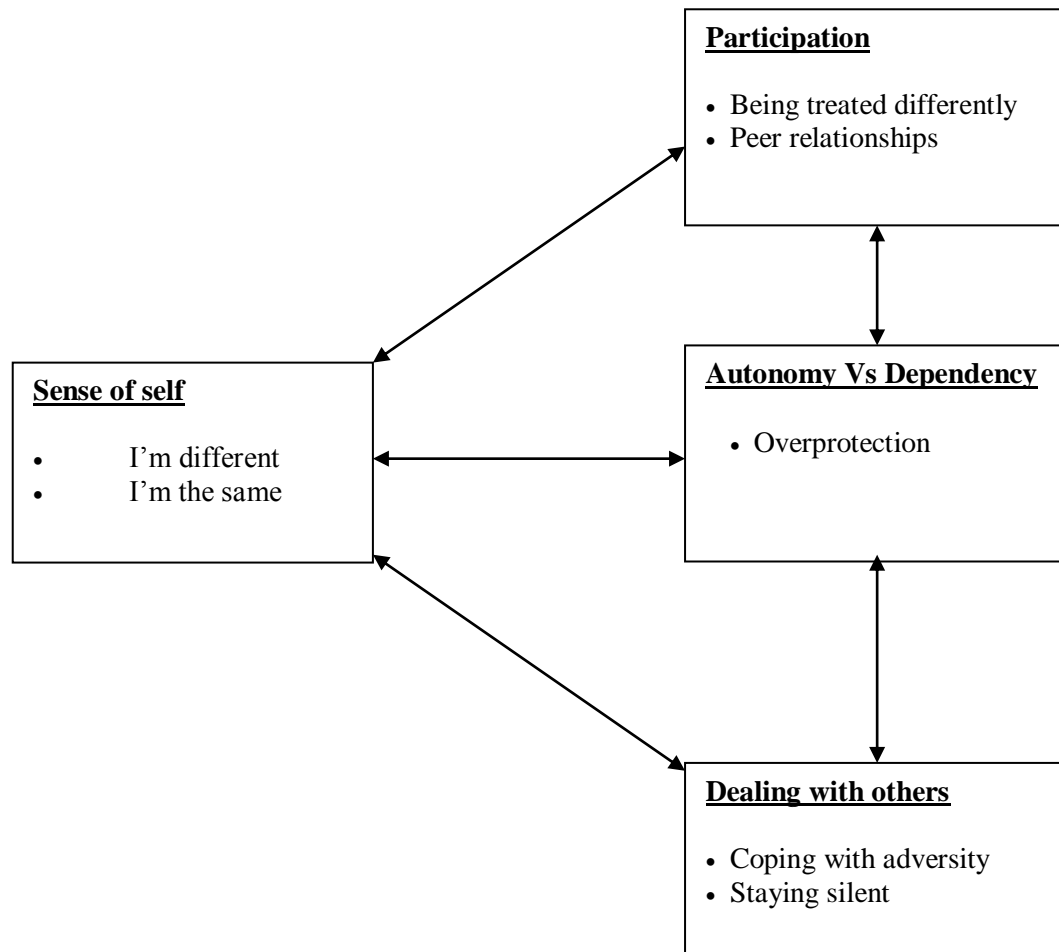 Participation
• Being treated differently
• Peer relationships
Sense of self
• I’m different
• I’m the same
Autonomy Vs Dependency
• Overprotection
Dealing with others
• Coping with adversity
• Staying silent